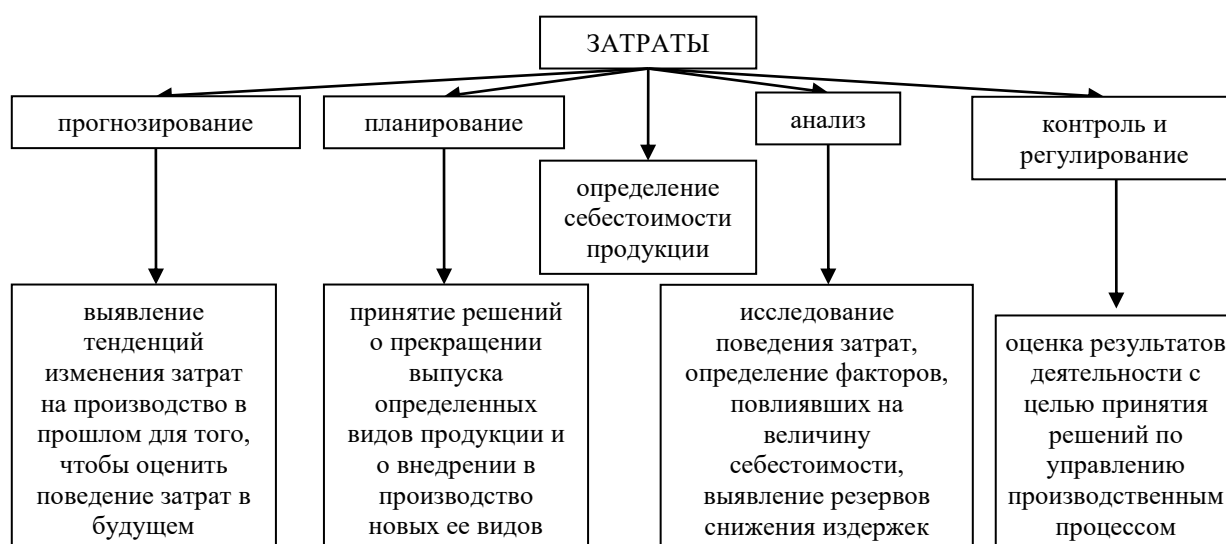 ЗАТРАТЫ
прогнозирование
планирование
анализ
контроль и
регулирование
определение
себестоимости
продукции
выявление
тенденций
изменения затрат
на производство в
прошлом для того,
чтобы оценить
поведение затрат в
будущем
принятие решений
о прекращении
выпуска
определенных
видов продукции и
о внедрении в
производство
новых ее видов
исследование
поведения затрат,
определение факторов,
повлиявших на
величину
себестоимости,
выявление резервов
снижения издержек
оценка результатов
деятельности с
целью принятия
решений по
управлению
производственным
процессом